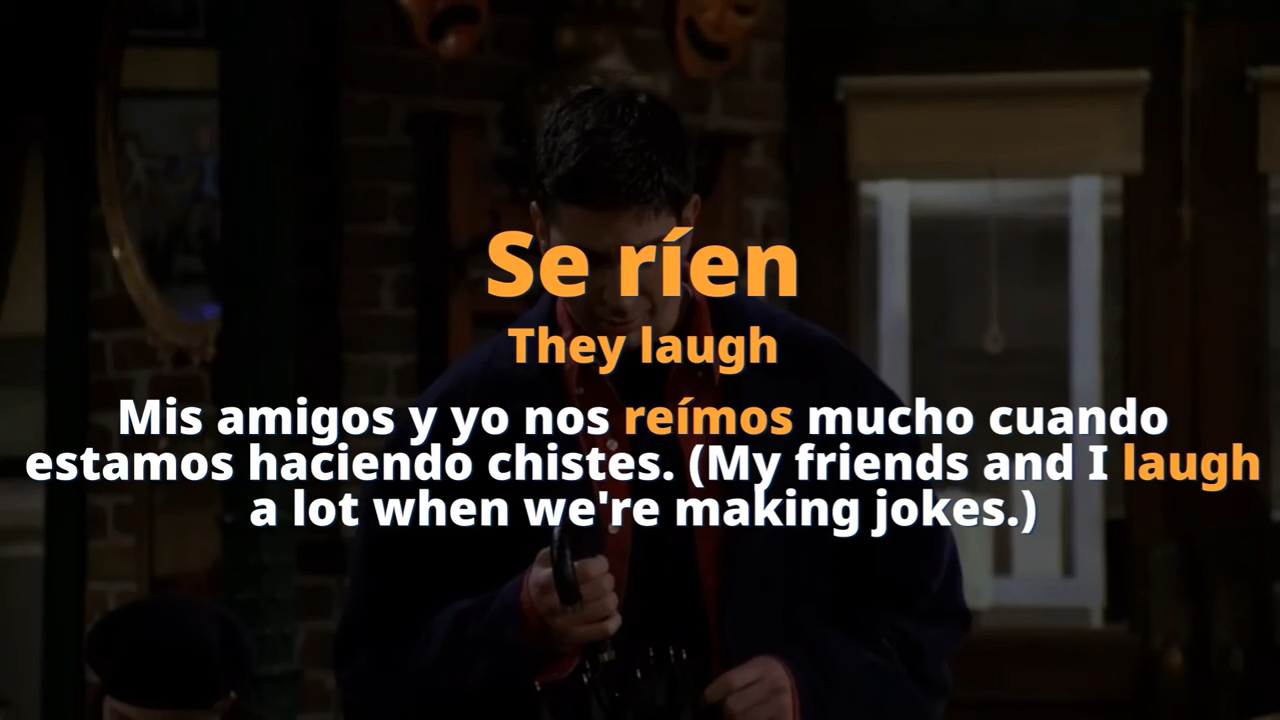 Se ríen
They laugh
Mis amigos y yo nos reímos mucho cuando
estamos haciendo chistes. (My friends and I laugh
a lot when we're making jokes.)